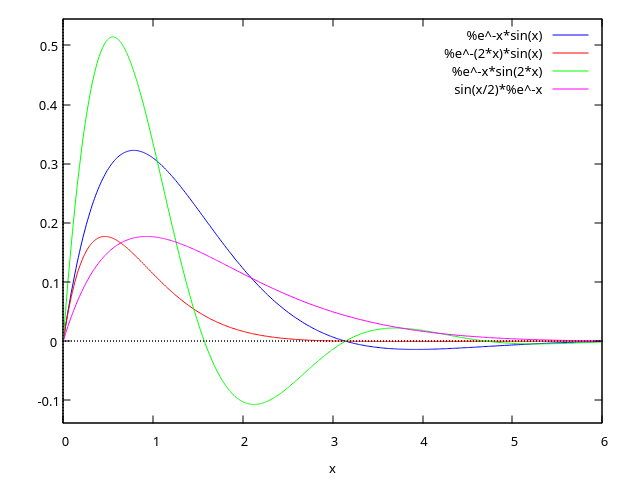 0.5
0.4
0.3
0.2
0.1
0
-0.1
%e^-x*sin(x)
%e^-(2*x)*sin(x)
%e^-x*sin(2*x)
sin(x/2)*%e^-x
0 1 2 3 4 5 6
x